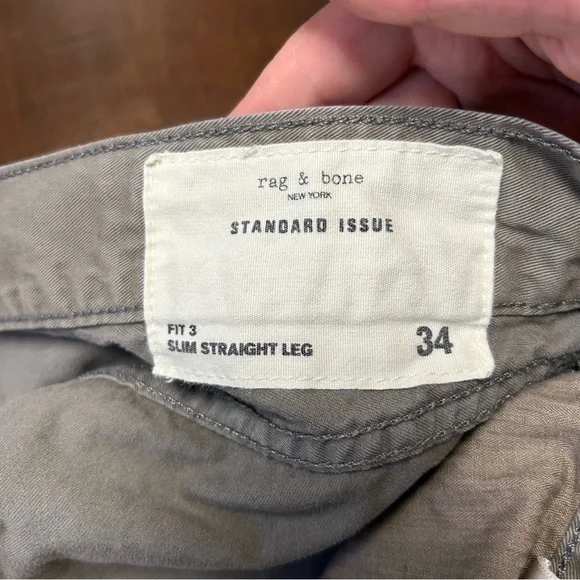 rag & bone
NEW YORK
STANDARD ISSUE
FIT 3
SLIM STRAIGHT LEG
34